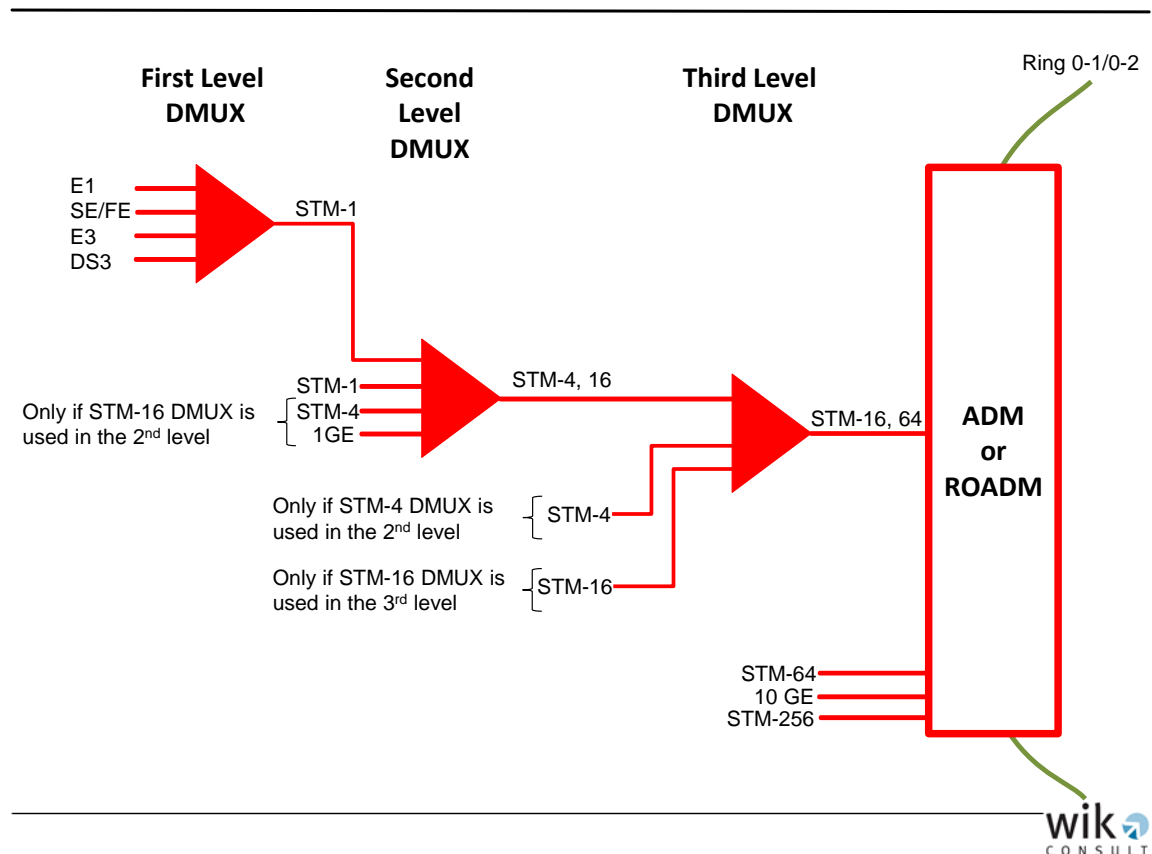 Ring 0-1/0-2
First Level
DMUX
Second
Level
DMUX
Third Level
DMUX
E1
SE/FE
E3
DS3
STM-1
STM-1
STM-4
1GE
Only if STM-16 DMUX is
used in the 2nd level
STM-4, 16
STM-16, 64
ADM
or
ROADM
Only if STM-4 DMUX is
used in the 2nd level
STM-4
Only if STM-16 DMUX is
used in the 3rd level
STM-16
STM-64
10 GE
STM-256
wik
CONSULT